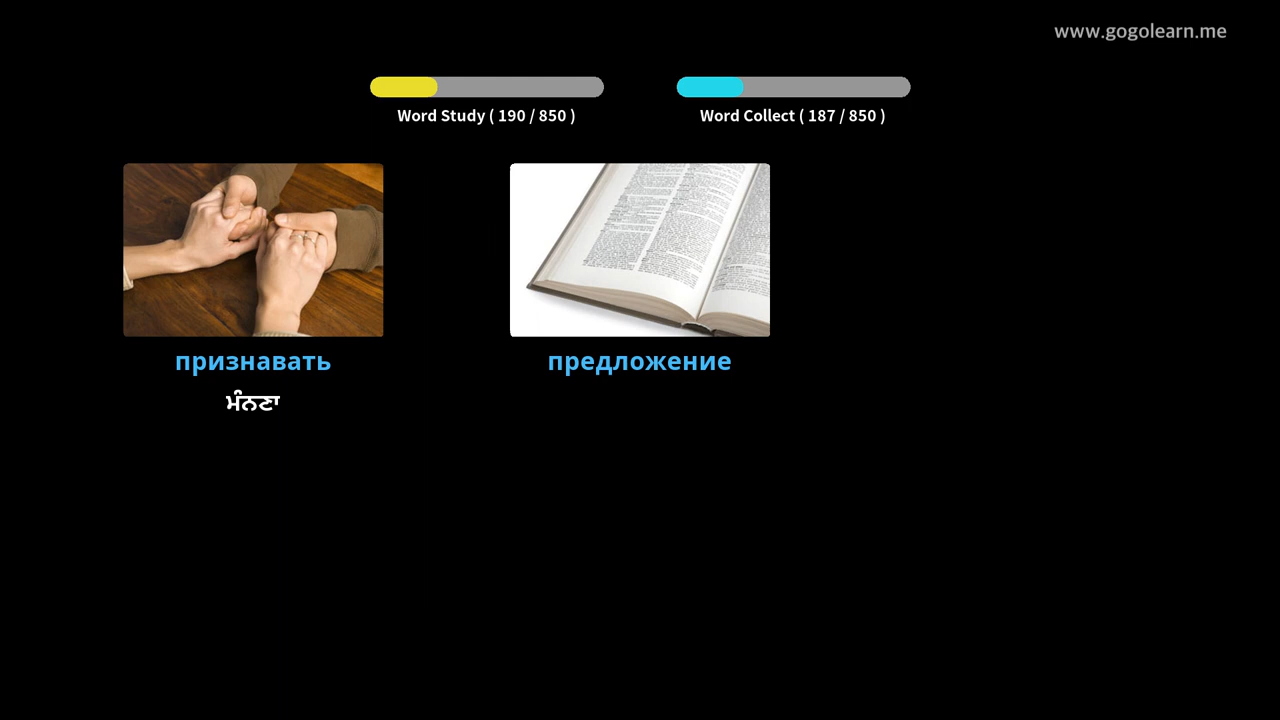 www.gogolearn.me
Word Study ( 190 / 850 )
Word Collect ( 187 / 850 )
признавать
предложение
ਮੰਨਣਾ